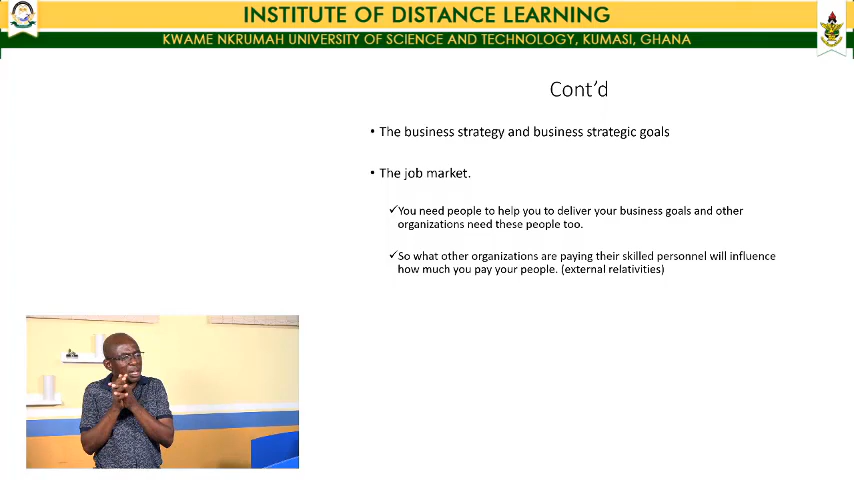 INSTITUTE OF DISTANCE LEARNING
KWAME NKRUMAH UNIVERSITY OF SCIENCE AND TECHNOLOGY, KUMASI, GHANA
Cont’d
• The business strategy and business strategic goals
• The job market.
✓You need people to help you to deliver your business goals and other
organizations need these people too.
✓So what other organizations are paying their skilled personnel will influence
how much you pay your people. (external relativities)